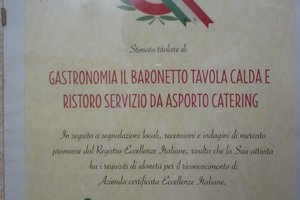 Stimato titolare di
GASTRONOMIA IL BARONETTO TAVOLA CALDA E
RISTORO SERVIZIO DA ASPORTO CATERING
In seguito a segnalazioni locali, recensioni e indagini di mercato
promosse dal Registro Eccellenze Italiane, risulta che la Sua attività
ha i requisiti di idoneità per il riconoscimento di
Azienda certificata Eccellenze Italiane.